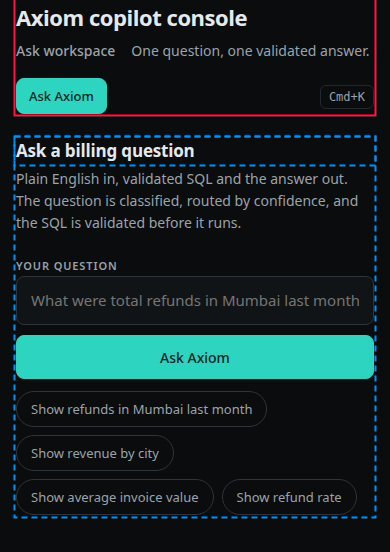 Axiom copilot console
Ask workspace One question, one validated answer.
Ask Axiom Cmd+K
Ask a billing question
Plain English in, validated SQL and the answer out.
The question is classified, routed by confidence, and
the SQL is validated before it runs.
YOUR QUESTION
What were total refunds in Mumbai last month
Ask Axiom
Show refunds in Mumbai last month
Show revenue by city
Show average invoice value Show refund rate